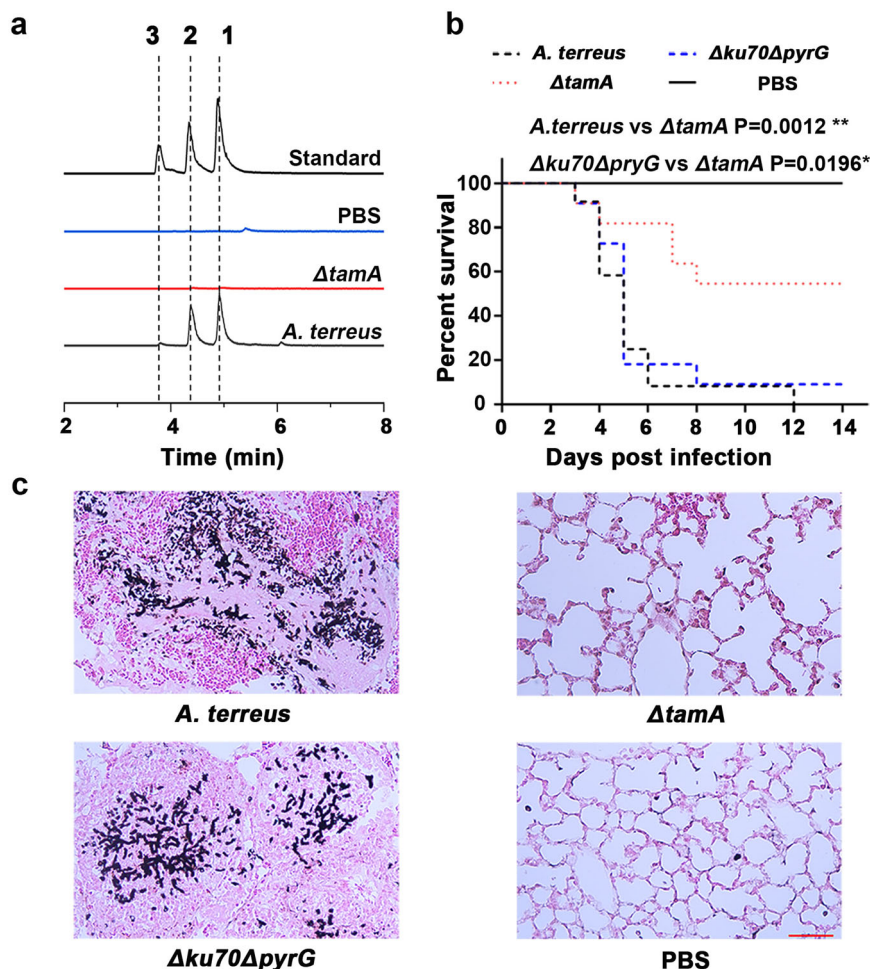 a
3 2 1
Standard
PBS
ΔtamA
A. terreus
2 4 6 8
Time (min)
b
A. terreus Δku70ΔpyrG
ΔtamA PBS
A.terreus vs ΔtamA P=0.0012 **
Δku70ΔpryG vs ΔtamA P=0.0196*
100
80
60
40
20
0
Percent survival
0 2 4 6 8 10 12 14
Days post infection
c
A. terreus ΔtamA
Δku70ΔpyrG PBS